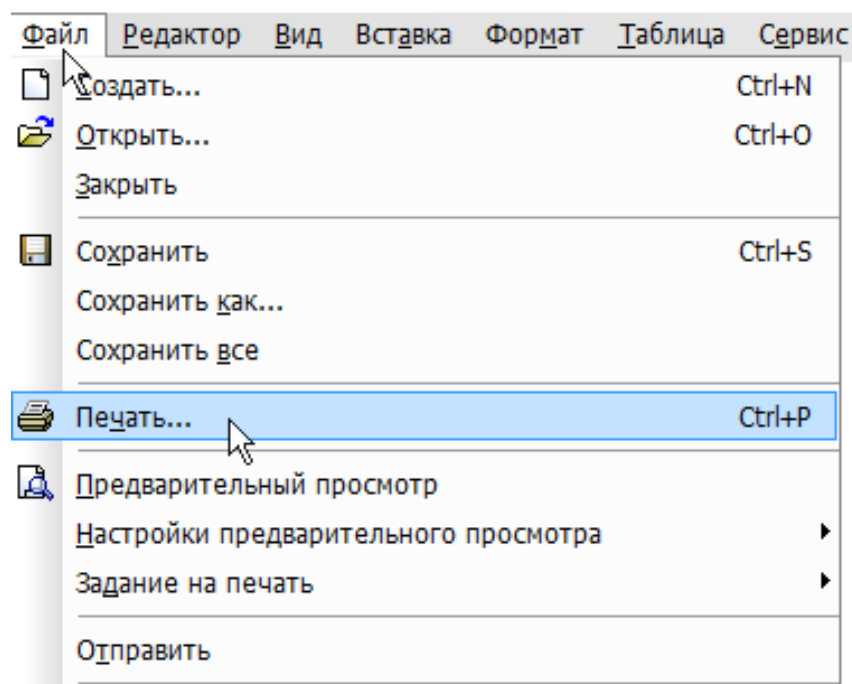 Файл Редактор Вид Вставка Формат Таблица Сервис
Создать... Ctrl+N
Открыть... Ctrl+O
Закрыть
Сохранить Ctrl+S
Сохранить как...
Сохранить все
Печать... Ctrl+P
Предварительный просмотр
Настройки предварительного просмотра
Задание на печать
Отправить